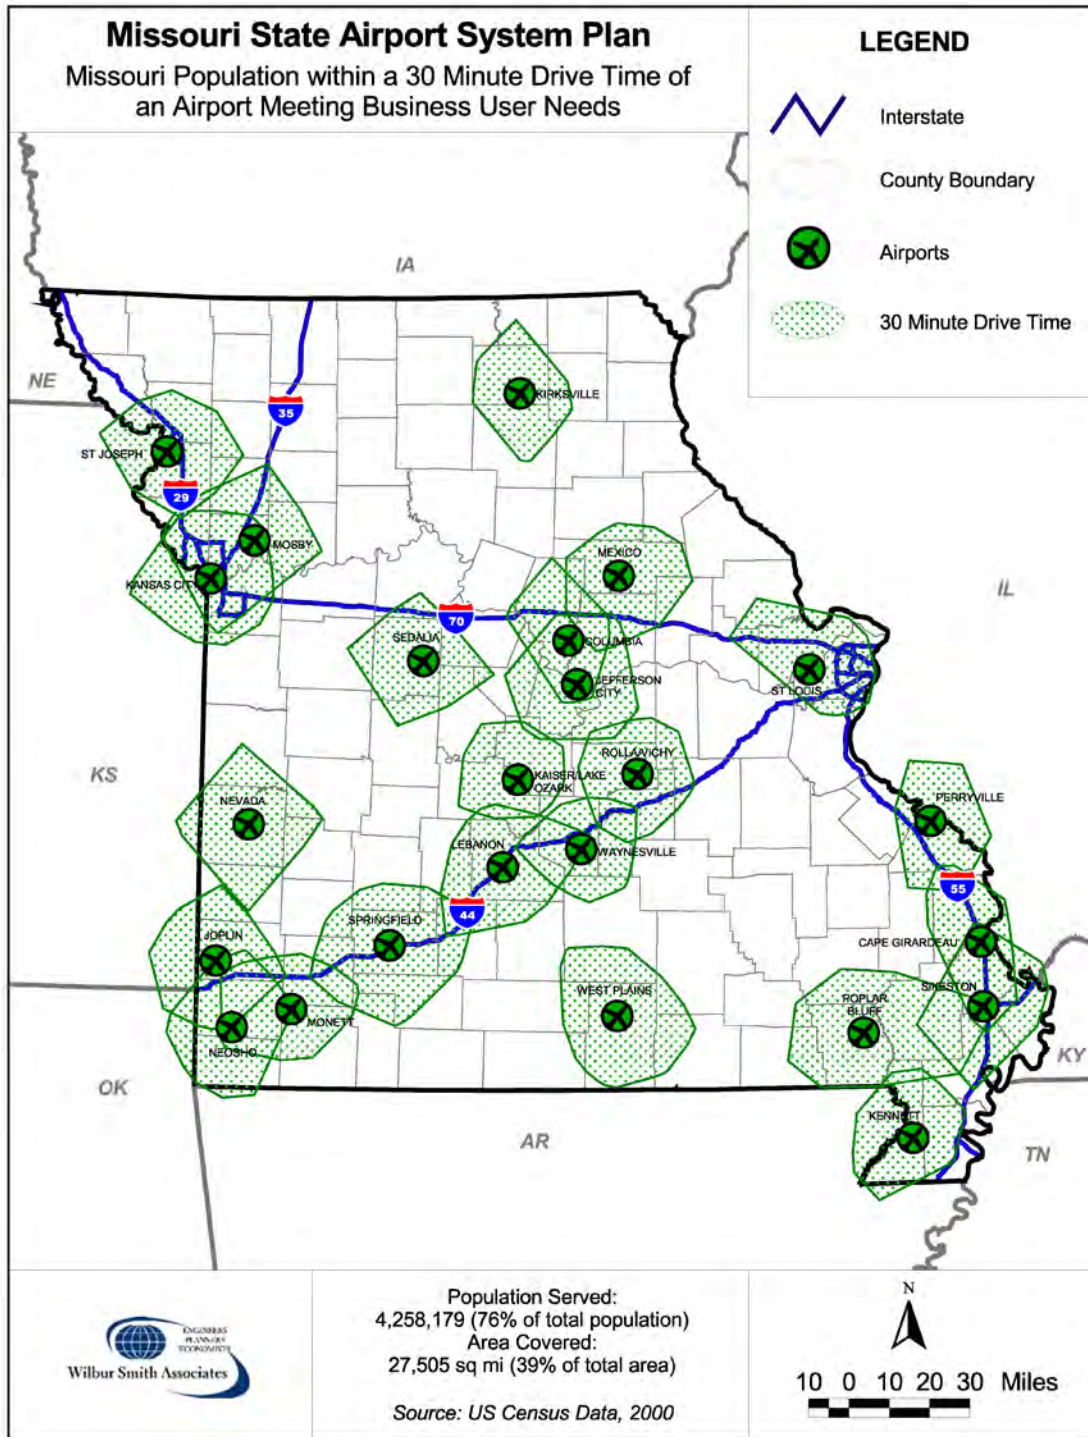 Missouri State Airport System Plan
Missouri Population within a 30 Minute Drive Time of
an Airport Meeting Business User Needs
LEGEND
Interstate
County Boundary
Airports
30 Minute Drive Time
IA
NE
35
KIRKSVILLE
ST JOSEPH
29
MOSBY
MEXICO
KANSAS CITY
IL
70
SEDALIA
COLUMBIA
JEFFERSON
CITY
ST LOUIS
KS
ROLLA/VICHY
KAISER/LAKE
OZARK
NEVADA
PERRYVILLE
LEBANON
WAYNESVILLE
55
44
SPRINGFIELD
JOPLIN
CAPE GIRARDEAU
WEST PLAINS
SIKESTON
POPLAR
BLUFF
MONETT
NEOSHO
KY
OK
KENNETT
AR
TN
ENGINEERS
PLANNERS
ECONOMISTS
Wilbur Smith Associates
Population Served:
4,258,179 (76% of total population)
Area Covered:
27,505 sq mi (39% of total area)
Source: US Census Data, 2000
N
10 0 10 20 30 Miles